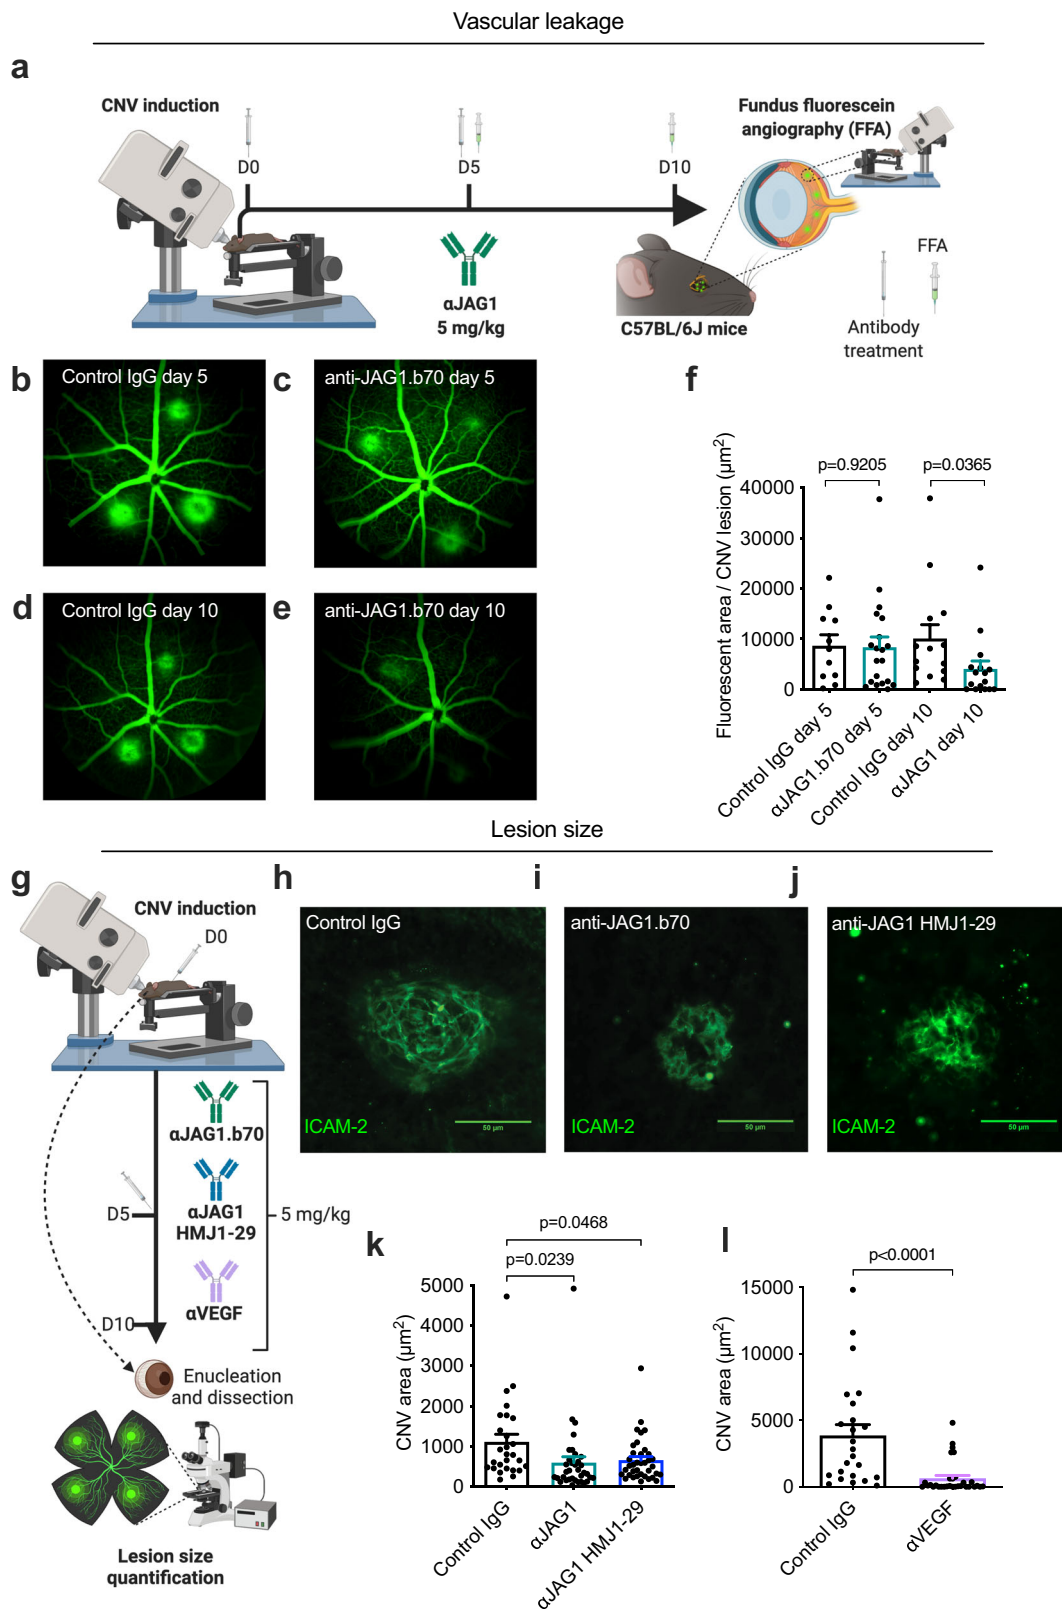 Vascular leakage
a
CNV induction
D0
D5
D10
Fundus fluorescein
angiography (FFA)
αJAG1
5 mg/kg
C57BL/6J mice
FFA
Antibody
treatment
b
Control IgG day 5
c
anti-JAG1.b70 day 5
d
Control IgG day 10
e
anti-JAG1.b70 day 10
f
Fluorescent area / CNV lesion (µm²)
p=0.9205
p=0.0365
40000
30000
20000
10000
0
Control IgG day 5
αJAG1.b70 day 5
Control IgG day 10
αJAG1 day 10
Lesion size
g
CNV induction
D0
αJAG1.b70
αJAG1
HMJ1-29
D5
5 mg/kg
αVEGF
D10
Enucleation
and dissection
Lesion size
quantification
h
Control IgG
ICAM-2
50 µm
i
anti-JAG1.b70
ICAM-2
50 µm
j
anti-JAG1 HMJ1-29
ICAM-2
50 µm
k
p=0.0468
p=0.0239
CNV area (µm²)
5000
4000
3000
2000
1000
0
Control IgG
αJAG1
αJAG1 HMJ1-29
l
p<0.0001
CNV area (µm²)
15000
10000
5000
0
Control IgG
αVEGF